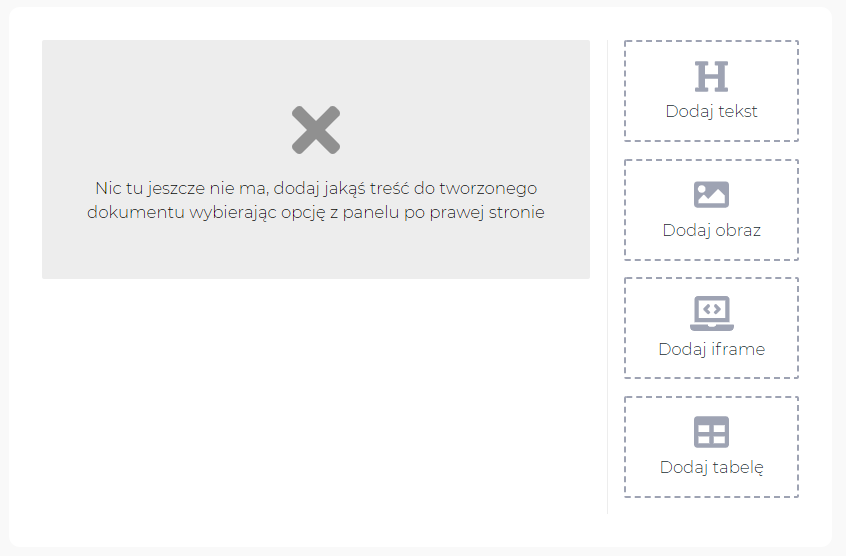 Nic tu jeszcze nie ma, dodaj jakąś treść do tworzonego
dokumentu wybierając opcję z panelu po prawej stronie
Dodaj tekst
Dodaj obraz
Dodaj iframe
Dodaj tabelę